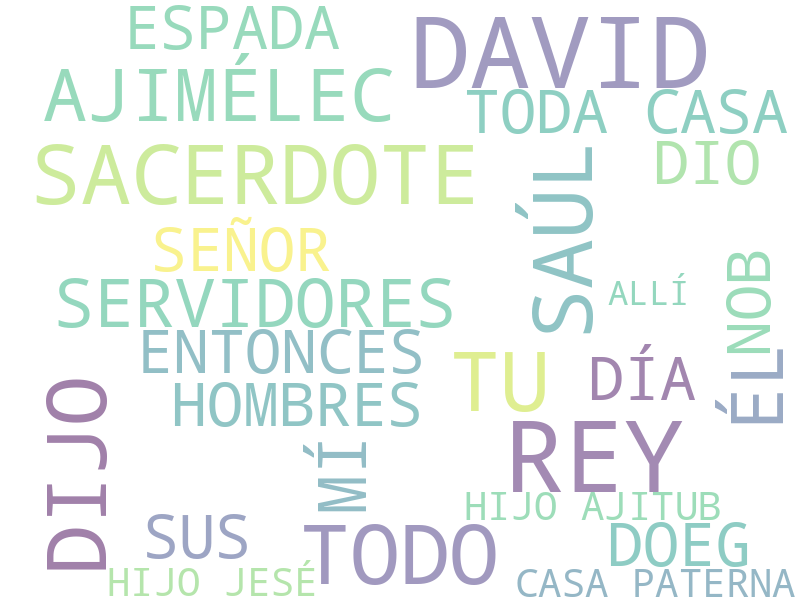 ESPADA
DAVID
AJIMÉLEC
TODA CASA
SACERDOTE
DIO
SAÚL
SEÑOR
NOB
SERVIDORES
ALLÍ
ENTONCES
TU
DÍA
ÉL
HOMBRES
DIJO
REY
MÍ
HIJO AJITUB
SUS
TODO
DOEG
HIJO JESÉ
CASA PATERNA